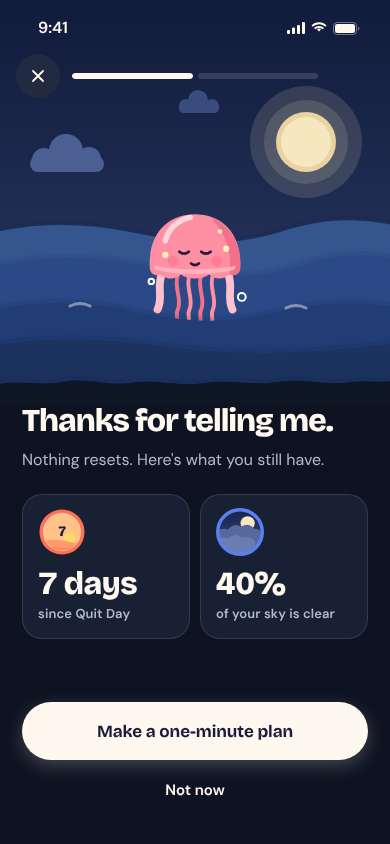 9:41
Thanks for telling me.
Nothing resets. Here's what you still have.
7
7 days
since Quit Day
40%
of your sky is clear
Make a one-minute plan
Not now